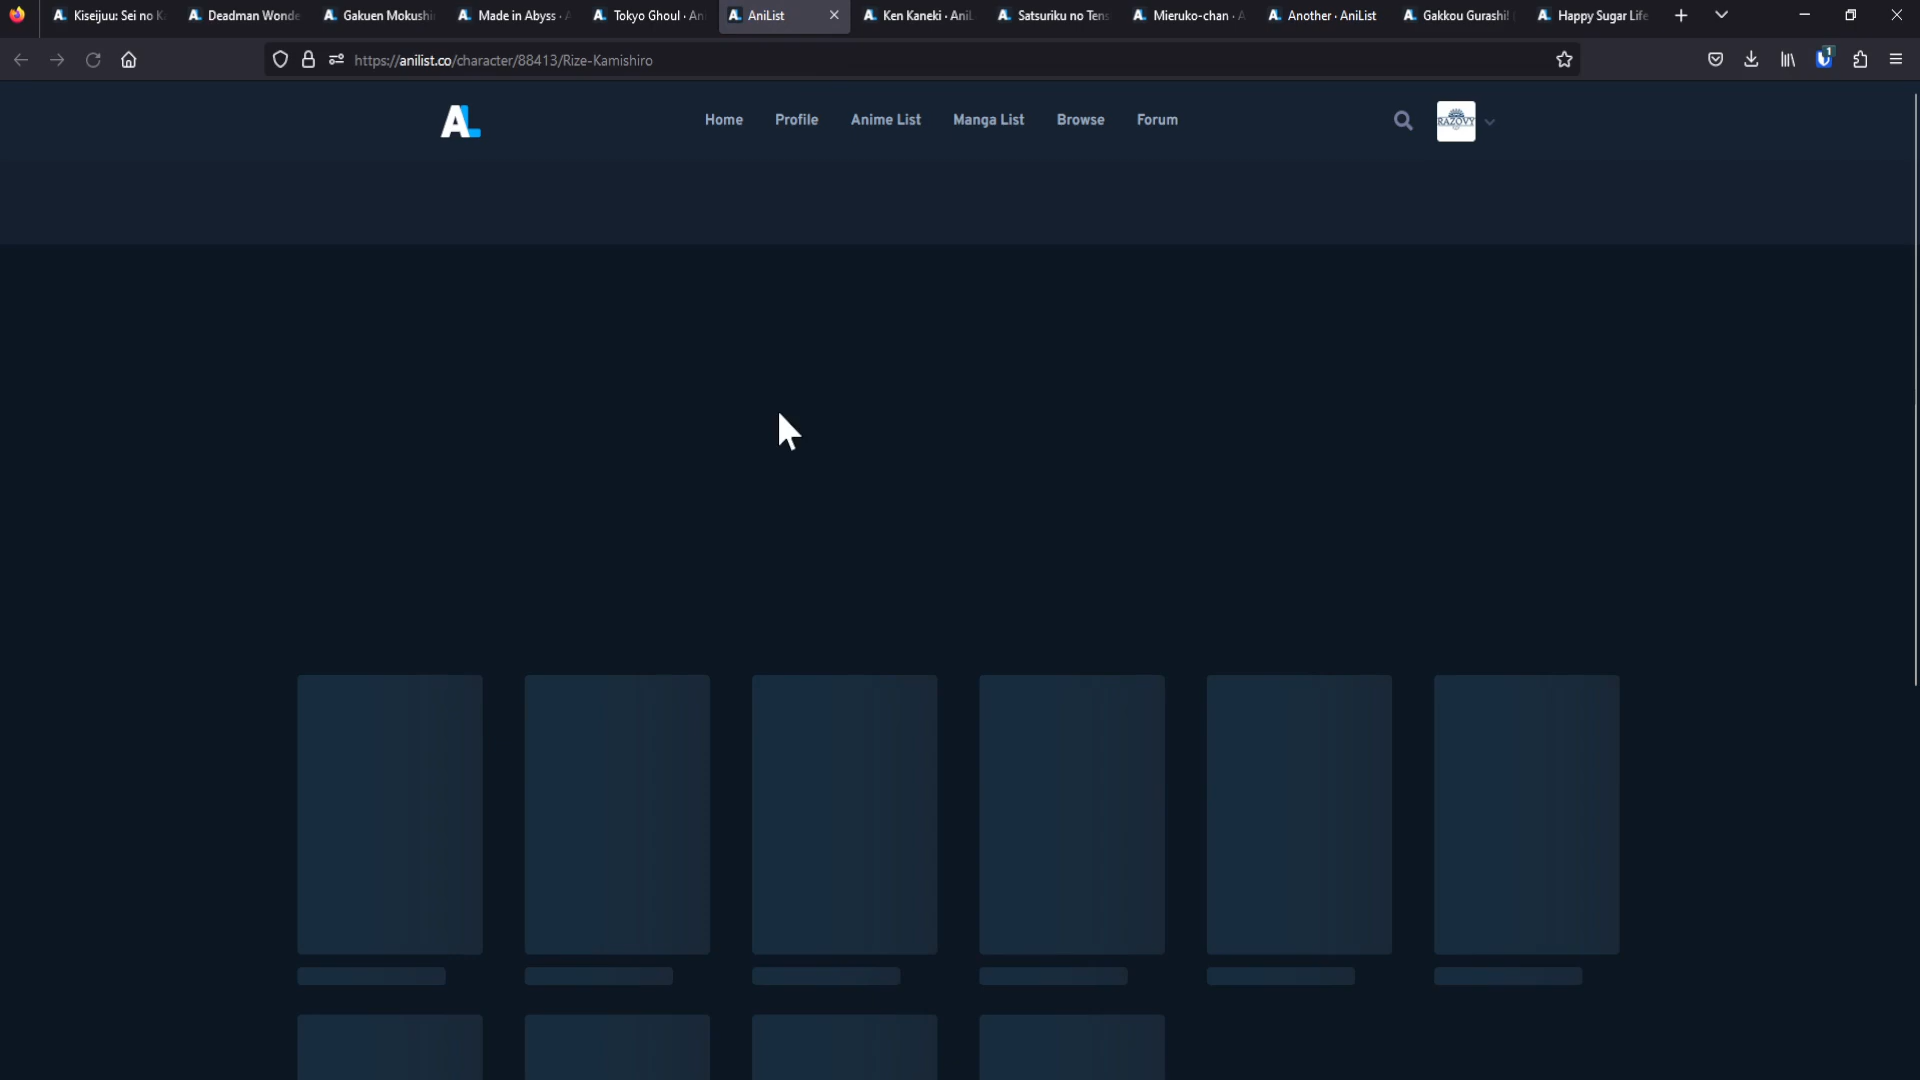 Kiseijuu: Sei no K
Deadman Wonde
Gakuen Mokushi
Made in Abyss · A
Tokyo Ghoul · An
AniList
Ken Kaneki · AniL
Satsuriku no Tens
Mieruko-chan · A
Another · AniList
Gakkou Gurashi! (
Happy Sugar Life
https://anilist.co/character/88413/Rize-Kamishiro
1
AL
Home
Profile
Anime List
Manga List
Browse
Forum
RAZOVY